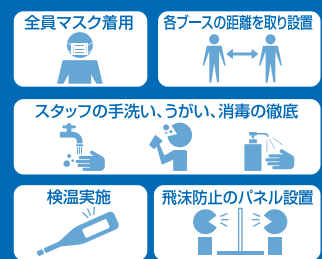 全員マスク着用
各ブースの距離を取り設置
スタッフの手洗い、うがい、消毒の徹底
検温実施
飛沫防止のパネル設置